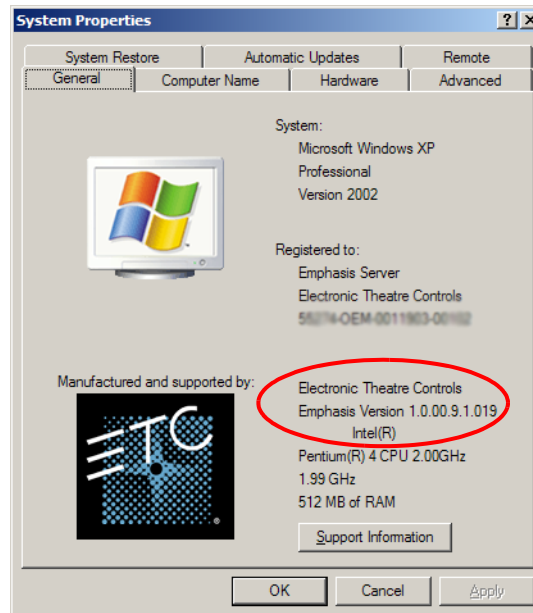 System Properties
? X
System Restore
Automatic Updates
Remote
General
Computer Name
Hardware
Advanced
System:
Microsoft Windows XP
Professional
Version 2002
Registered to:
Emphasis Server
Electronic Theatre Controls
Manufactured and supported by:
ETC
Electronic Theatre Controls
Emphasis Version 1.0.00.9.1.019
Intel(R)
Pentium(R) 4 CPU 2.00GHz
1.99 GHz
512 MB of RAM
Support Information
OK
Cancel
Apply